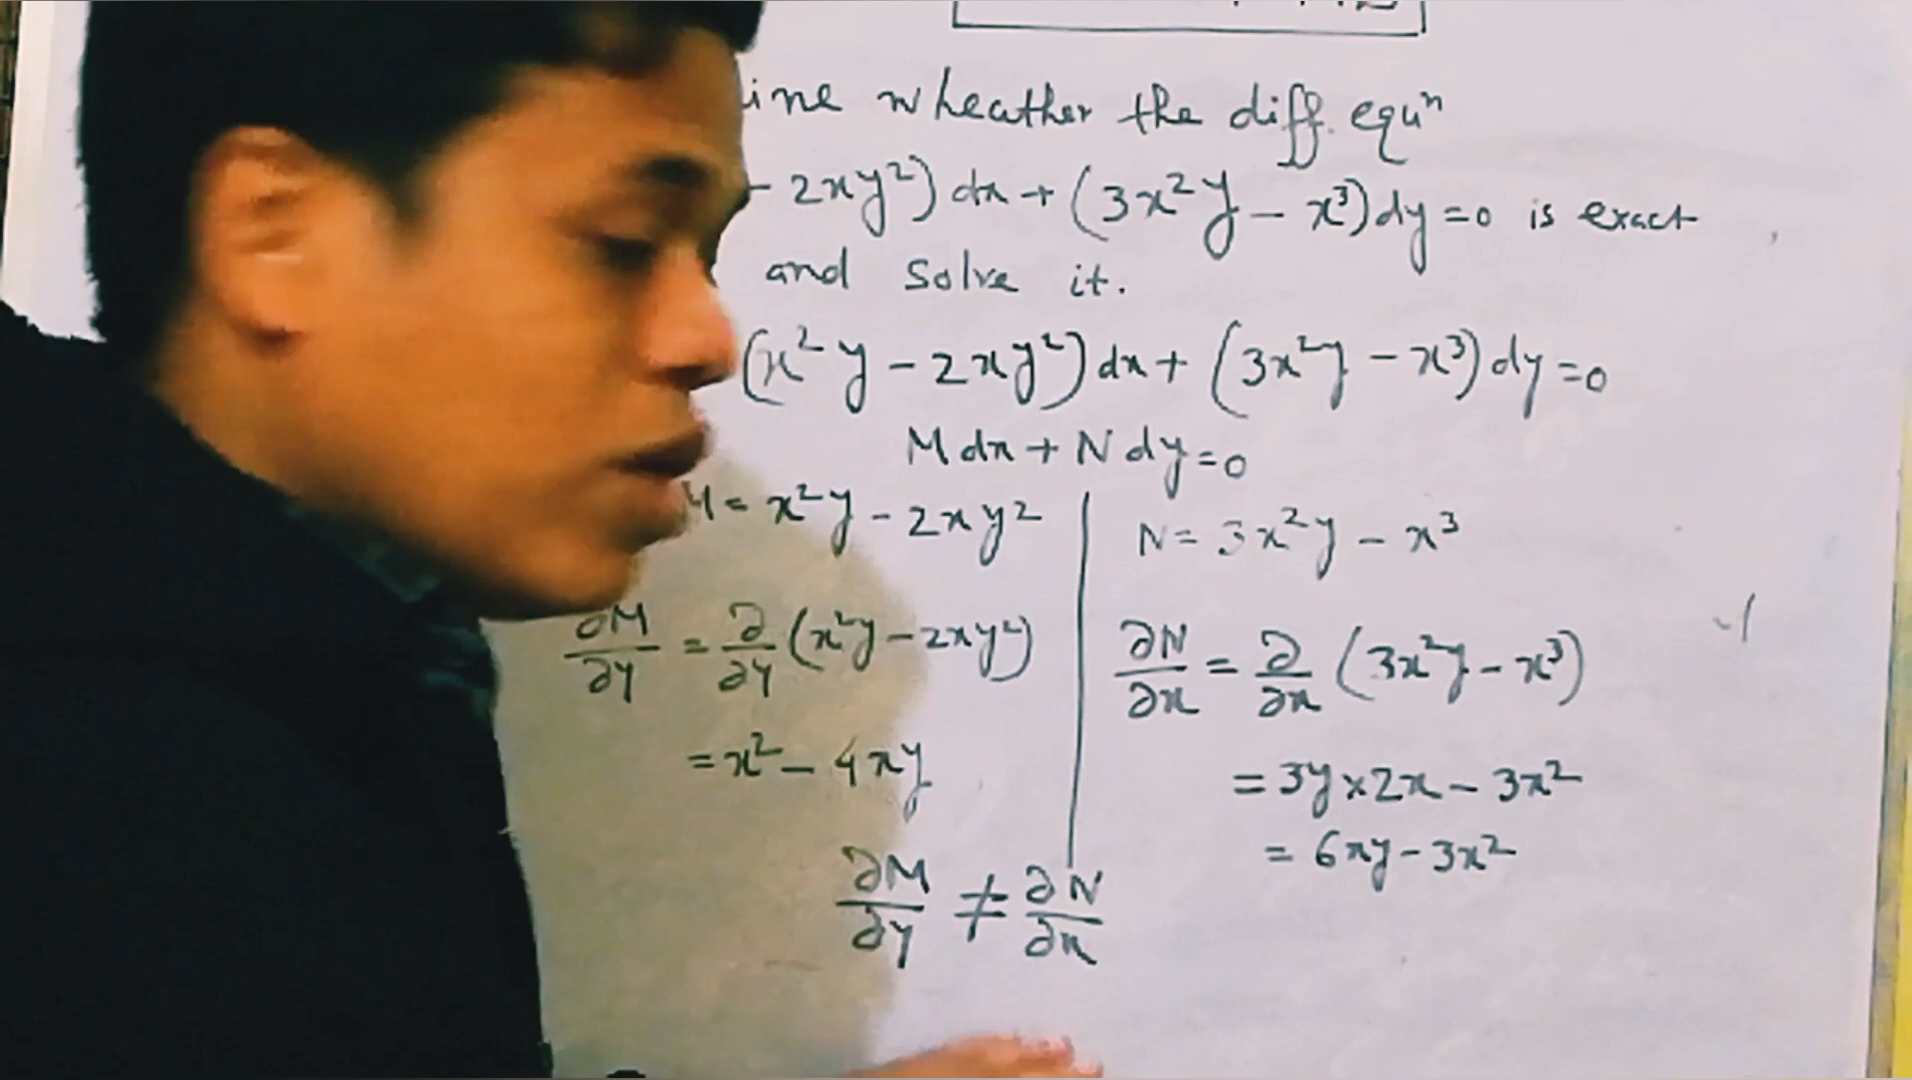 wheather the diff. equⁿ
- 2xy²) dx + (3x²y - x³)dy = 0 is exact
and solve it.
(x²y - 2xy²) dx + (3x²y - x³) dy = 0
M dx + N dy = 0
M = x²y - 2xy²
N = 3x²y - x³
∂M/∂y = ∂/∂y (x²y - 2xy²)
∂N/∂x = ∂/∂x (3x²y - x³)
= x² - 4xy
= 3y × 2x - 3x²
= 6xy - 3x²
∂M/∂y ≠ ∂N/∂x